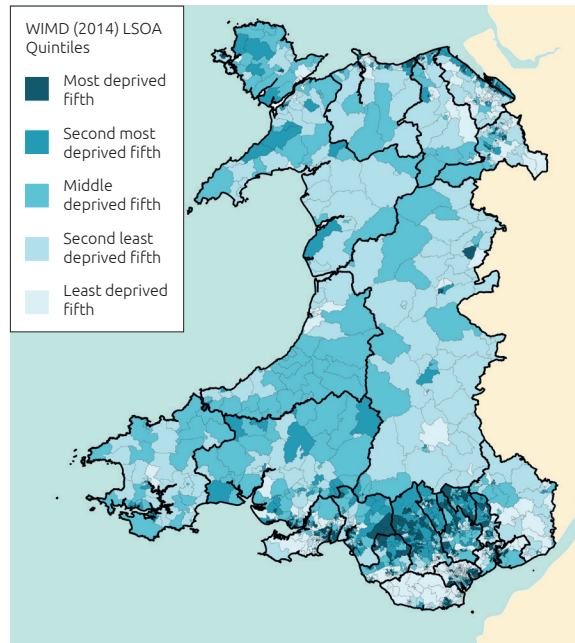 WIMD (2014) LSOA
Quintiles
Most deprived
fifth
Second most
deprived fifth
Middle
deprived fifth
Second least
deprived fifth
Least deprived
fifth